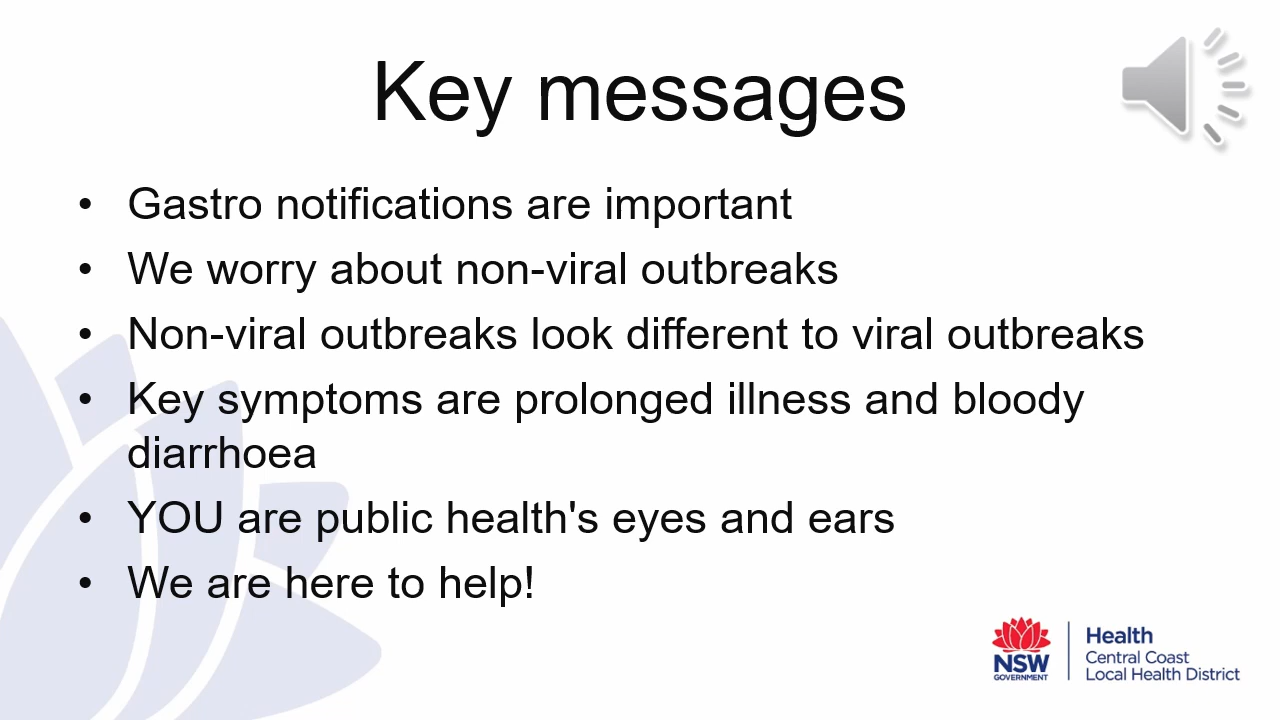 Key messages
• Gastro notifications are important
• We worry about non-viral outbreaks
• Non-viral outbreaks look different to viral outbreaks
• Key symptoms are prolonged illness and bloody
diarrhoea
• YOU are public health's eyes and ears
• We are here to help!
NSW
GOVERNMENT
Health
Central Coast
Local Health District